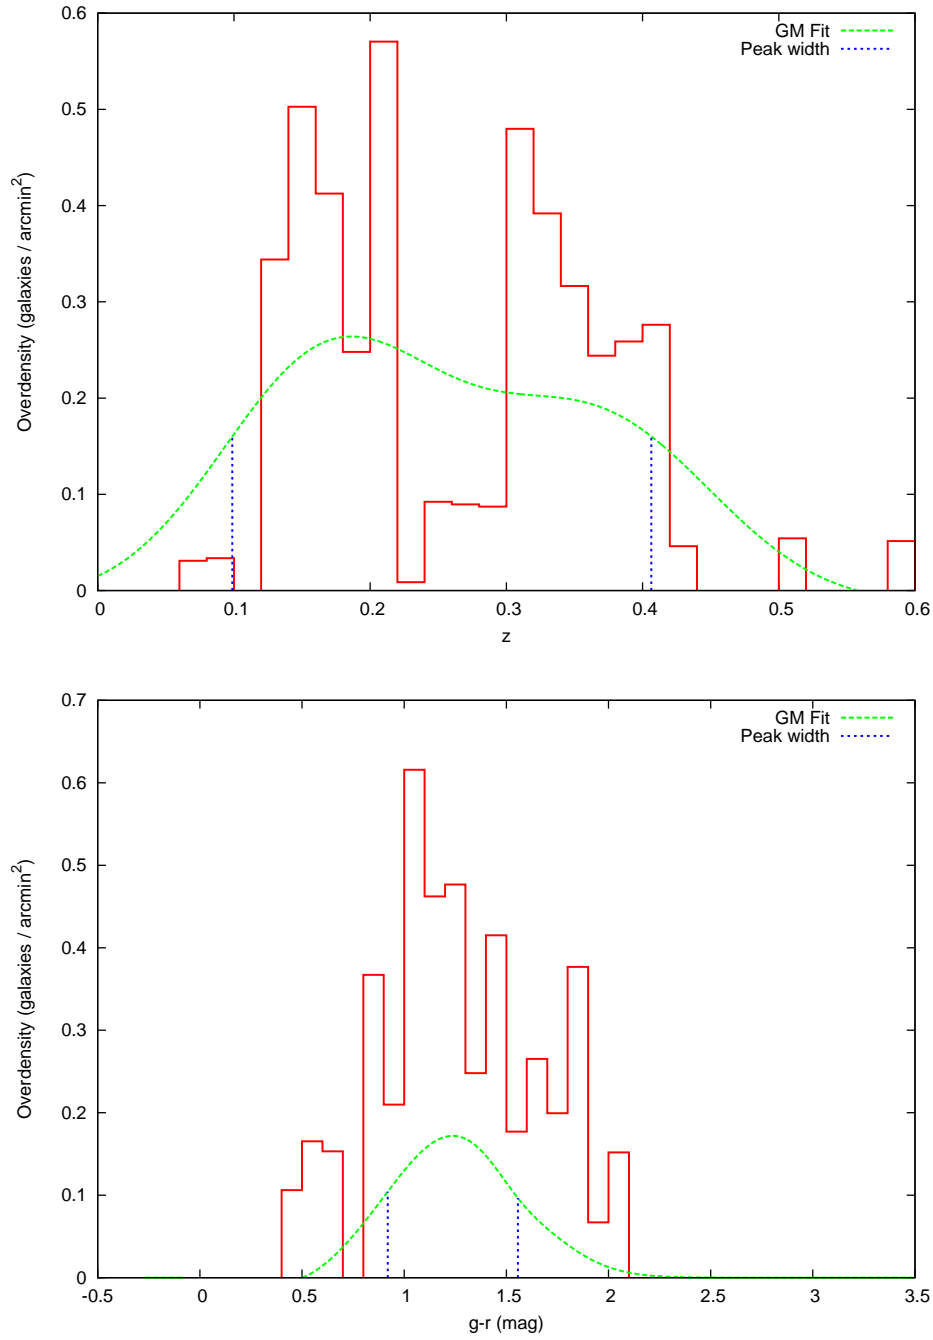 0.6
0.5
0.4
0.3
0.2
0.1
0
Overdensity (galaxies / arcmin²)
GM Fit
Peak width
0 0.1 0.2 0.3 0.4 0.5 0.6
z
0.7
0.6
0.5
0.4
0.3
0.2
0.1
0
Overdensity (galaxies / arcmin²)
GM Fit
Peak width
-0.5 0 0.5 1 1.5 2 2.5 3 3.5
g-r (mag)